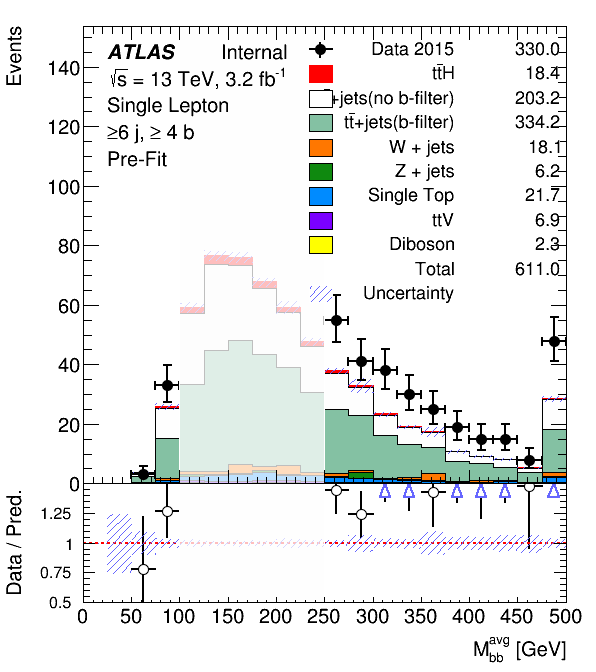 Events
ATLAS Internal
√s = 13 TeV, 3.2 fb-1
Single Lepton
≥6 j, ≥ 4 b
Pre-Fit
Data 2015 330.0
tt̄H 18.4
+jets(no b-filter) 203.2
tt̄+jets(b-filter) 334.2
W + jets 18.1
Z + jets 6.2
Single Top 21.7
ttV 6.9
Diboson 2.3
Total 611.0
Uncertainty
140
120
100
80
60
40
20
0
Data / Pred.
1.25
1
0.75
0.5
0 50 100 150 200 250 300 350 400 450 500
M avg bb [GeV]